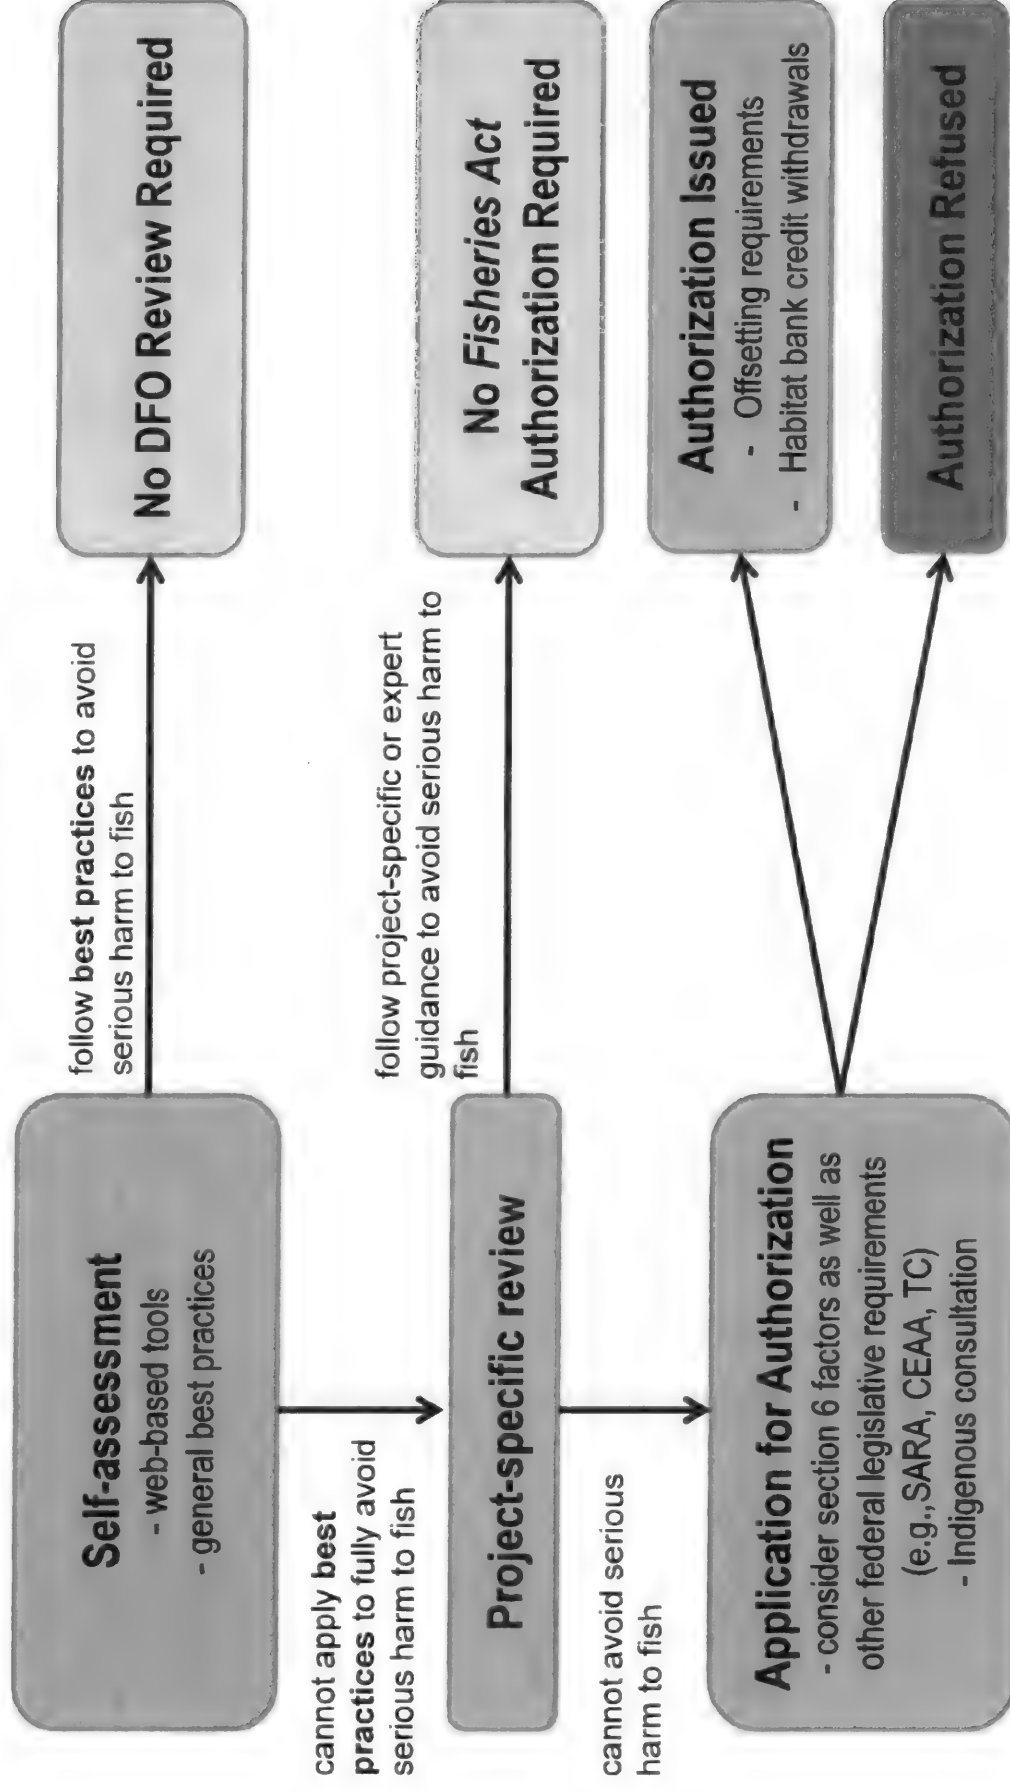 Self-assessment
- web-based tools
- general best practices
follow best practices to avoid
serious harm to fish
No DFO Review Required
cannot apply best
practices to fully avoid
serious harm to fish
Project-specific review
follow project-specific or expert
guidance to avoid serious harm to
fish
No Fisheries Act
Authorization Required
cannot avoid serious
harm to fish
Application for Authorization
- consider section 6 factors as well as
other federal legislative requirements
(e.g.,SARA, CEAA, TC)
- Indigenous consultation
Authorization Issued
- Offsetting requirements
- Habitat bank credit withdrawals
Authorization Refused